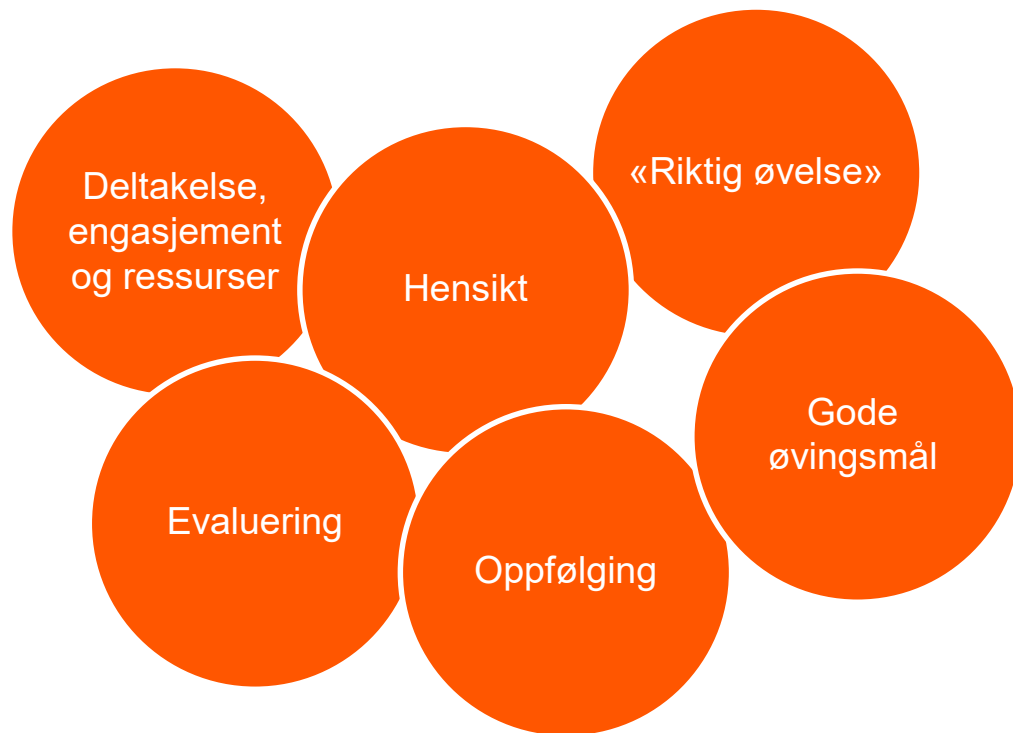 Deltakelse,
engasjement
og ressurser
Hensikt
«Riktig øvelse»
Gode
øvingsmål
Evaluering
Oppfølging